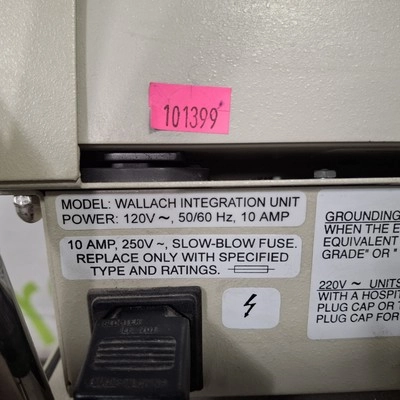 101399
MODEL: WALLACH INTEGRATION UNIT
POWER: 120V ~, 50/60 Hz, 10 AMP
10 AMP, 250V ~, SLOW-BLOW FUSE.
REPLACE ONLY WITH SPECIFIED
TYPE AND RATINGS.
GROUNDING
WHEN THE E
EQUIVALENT
GRADE" OR "
220V ~ UNITS
WITH A HOSPIT
PLUG CAP OR T
PLUG CAP FOR